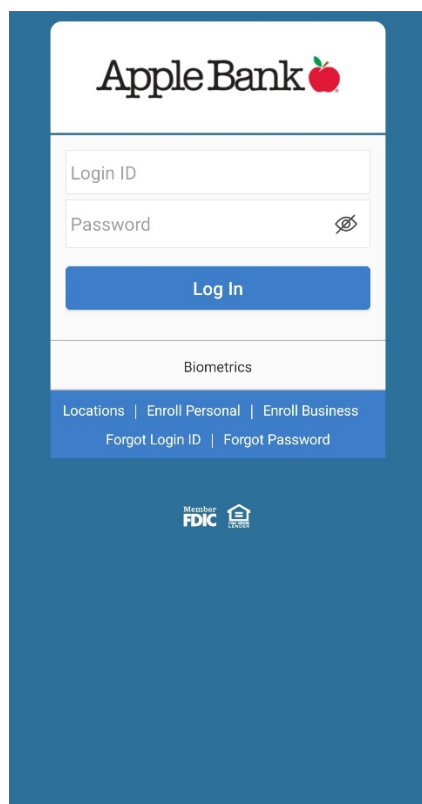 Apple Bank
Login ID
Password
Log In
Biometrics
Locations | Enroll Personal | Enroll Business
Forgot Login ID | Forgot Password
Member
FDIC
LENDER